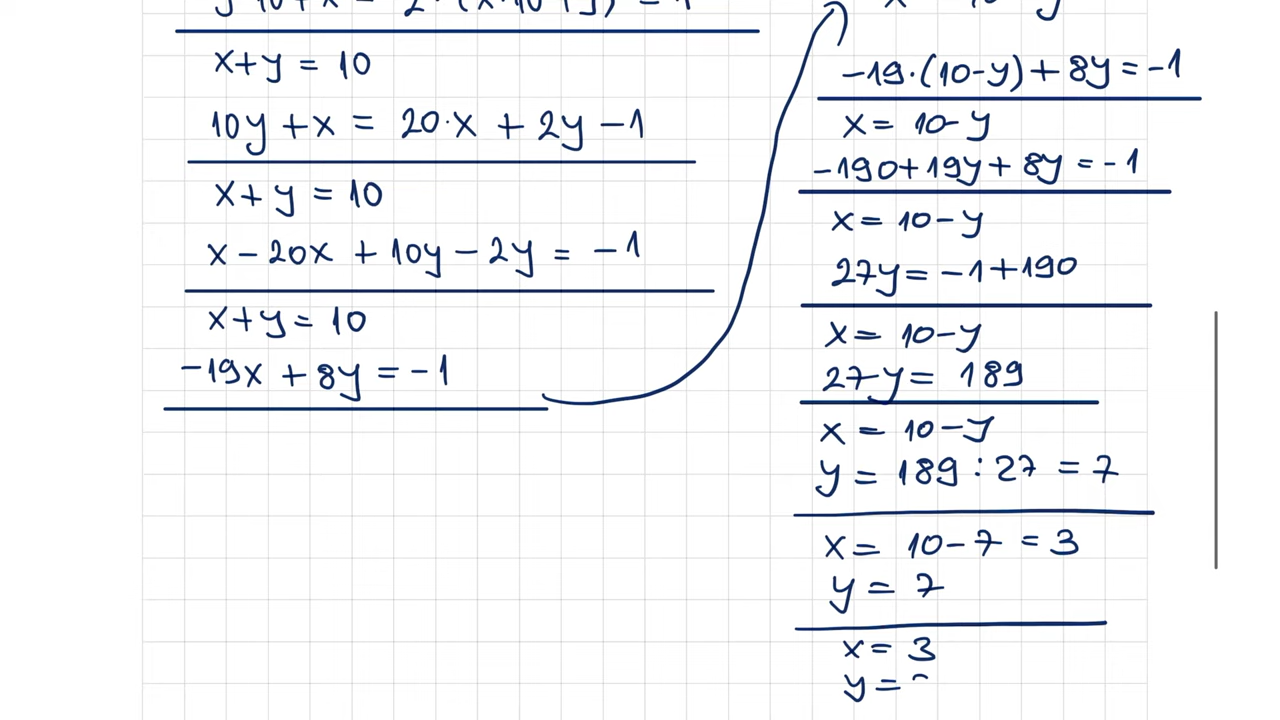 x+y = 10
10y + x = 20·x + 2y - 1
x + y = 10
x - 20x + 10y - 2y = -1
x+y = 10
-19x + 8y = -1
-19·(10-y) + 8y = -1
x = 10-y
-190+19y + 8y = -1
x = 10-y
27y = -1+190
x = 10-y
27y = 189
x = 10-y
y = 189 : 27 = 7
x = 10-7 = 3
y = 7
x = 3
y =